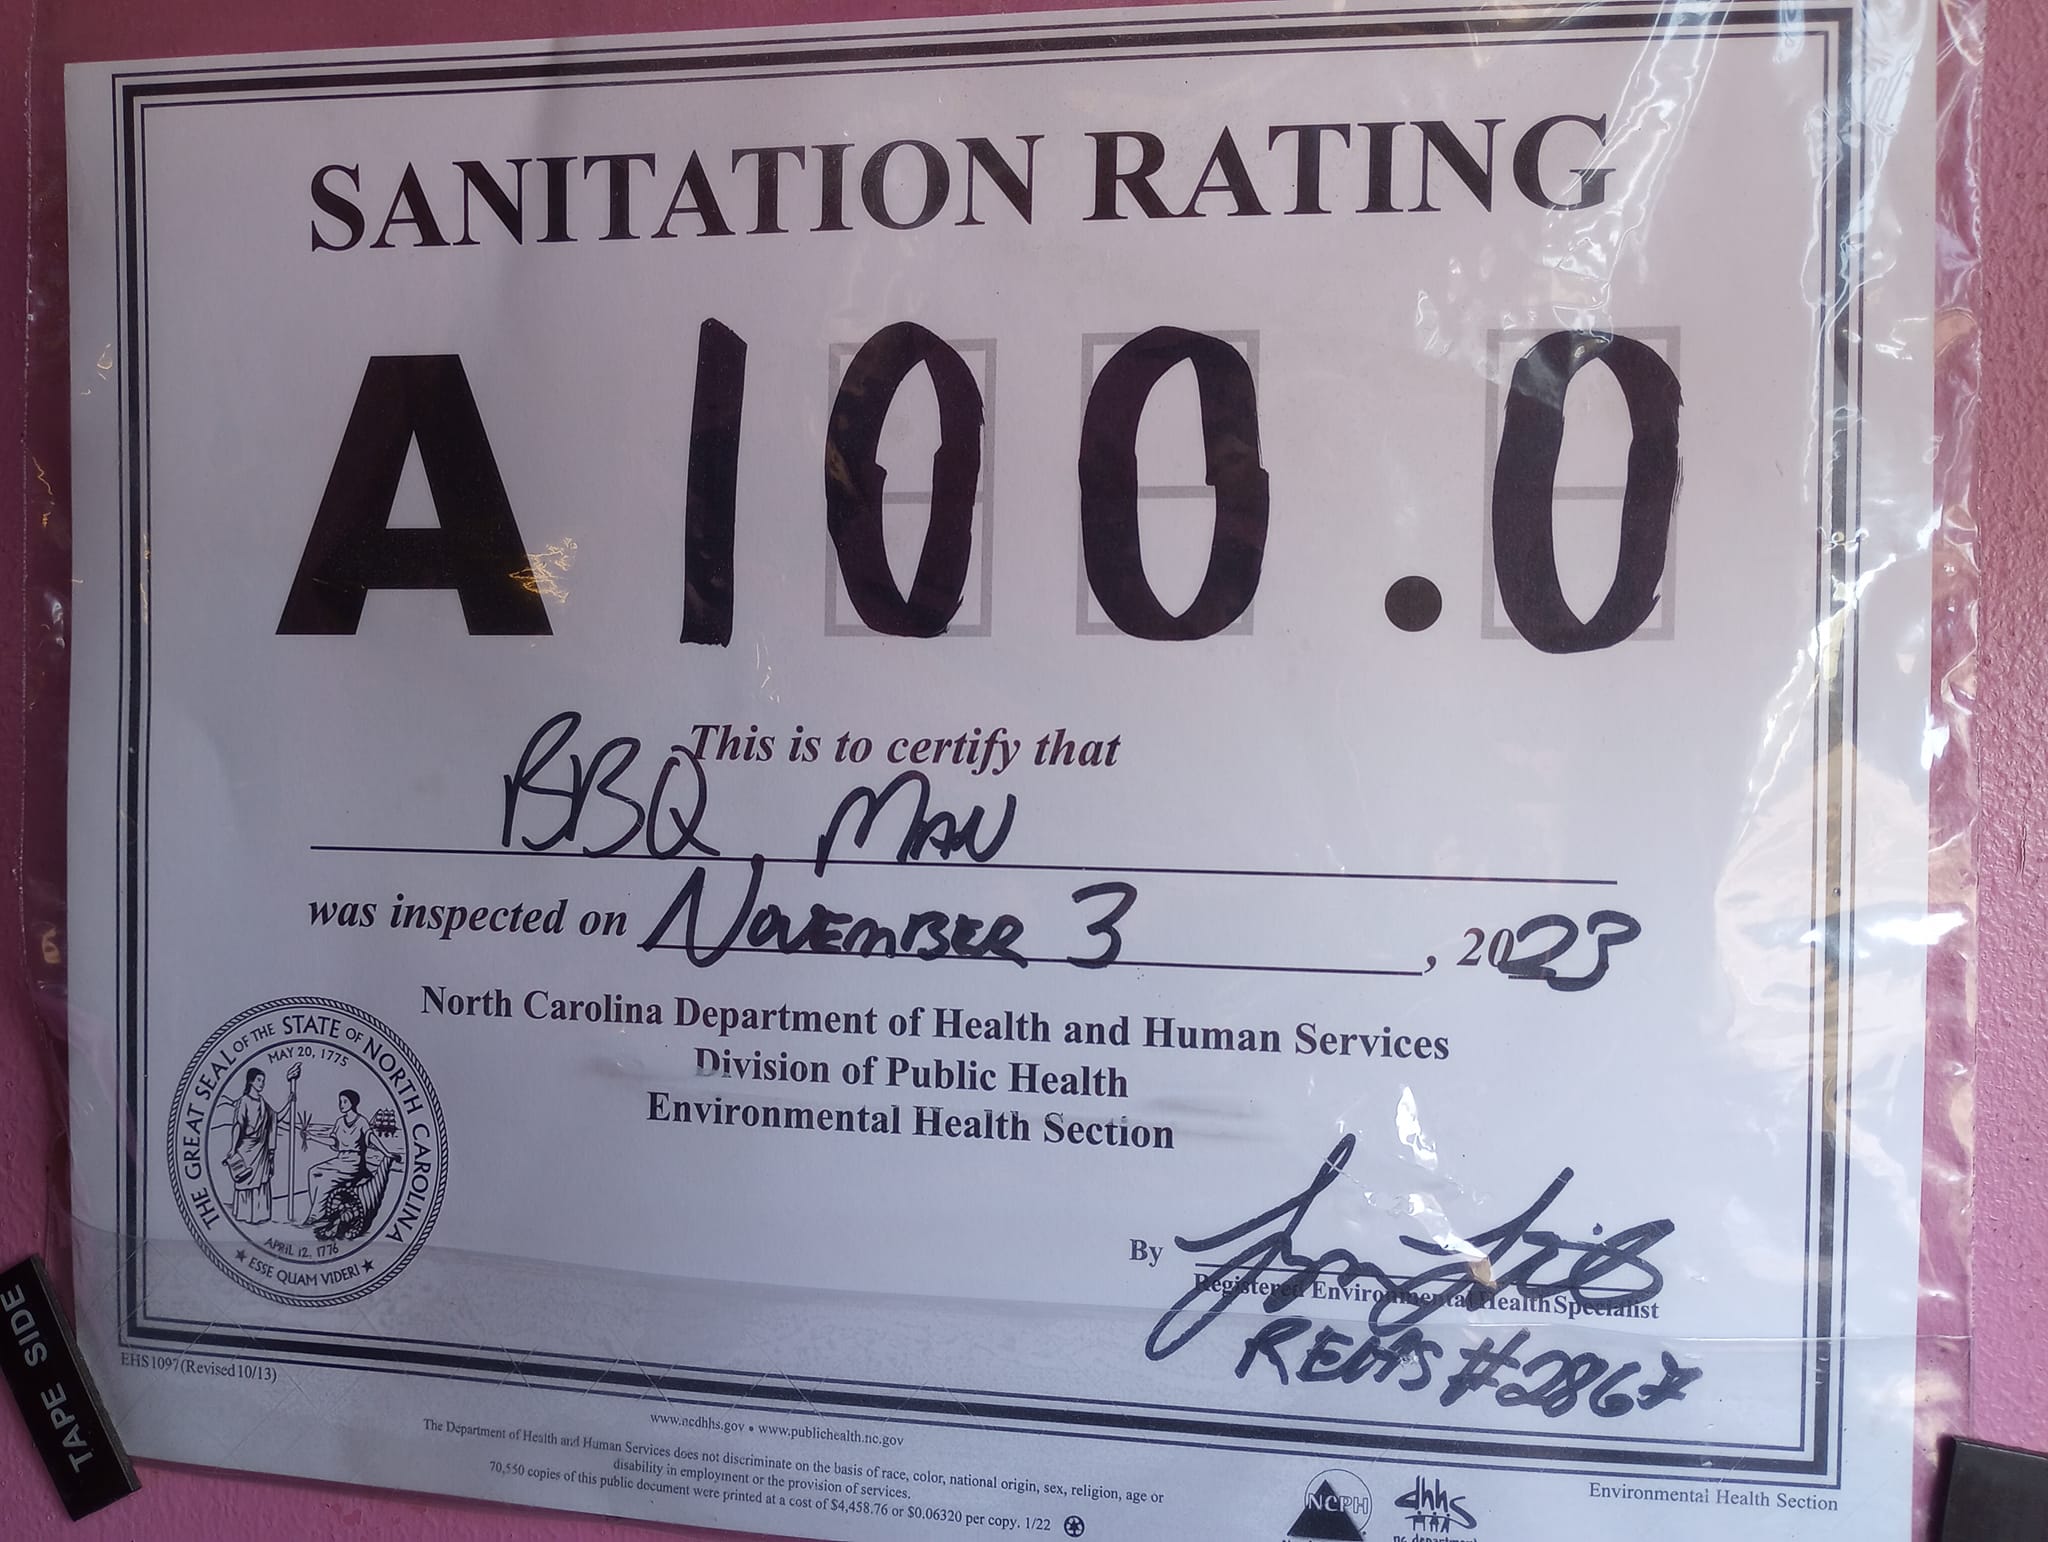 SANITATION RATING
A 100.0
This is to certify that
BBQ MAN
was inspected on NOVEMBER 3, 2023
North Carolina Department of Health and Human Services
Division of Public Health
Environmental Health Section
THE GREAT SEAL OF THE STATE OF NORTH CAROLINA
MAY 20, 1775
APRIL 12, 1776
★ ESSE QUAM VIDERI ★
By
Registered Environmental Health Specialist
REHS #2867
EHS 1097 (Revised 10/13)
www.ncdhhs.gov • www.publichealth.nc.gov
The Department of Health and Human Services does not discriminate on the basis of race, color, national origin, sex, religion, age or
disability in employment or the provision of services.
70,550 copies of this public document were printed at a cost of $4,458.76 or $0.06320 per copy. 1/22
NCPH
dhhs
nc department
Environmental Health Section
TAPE SIDE